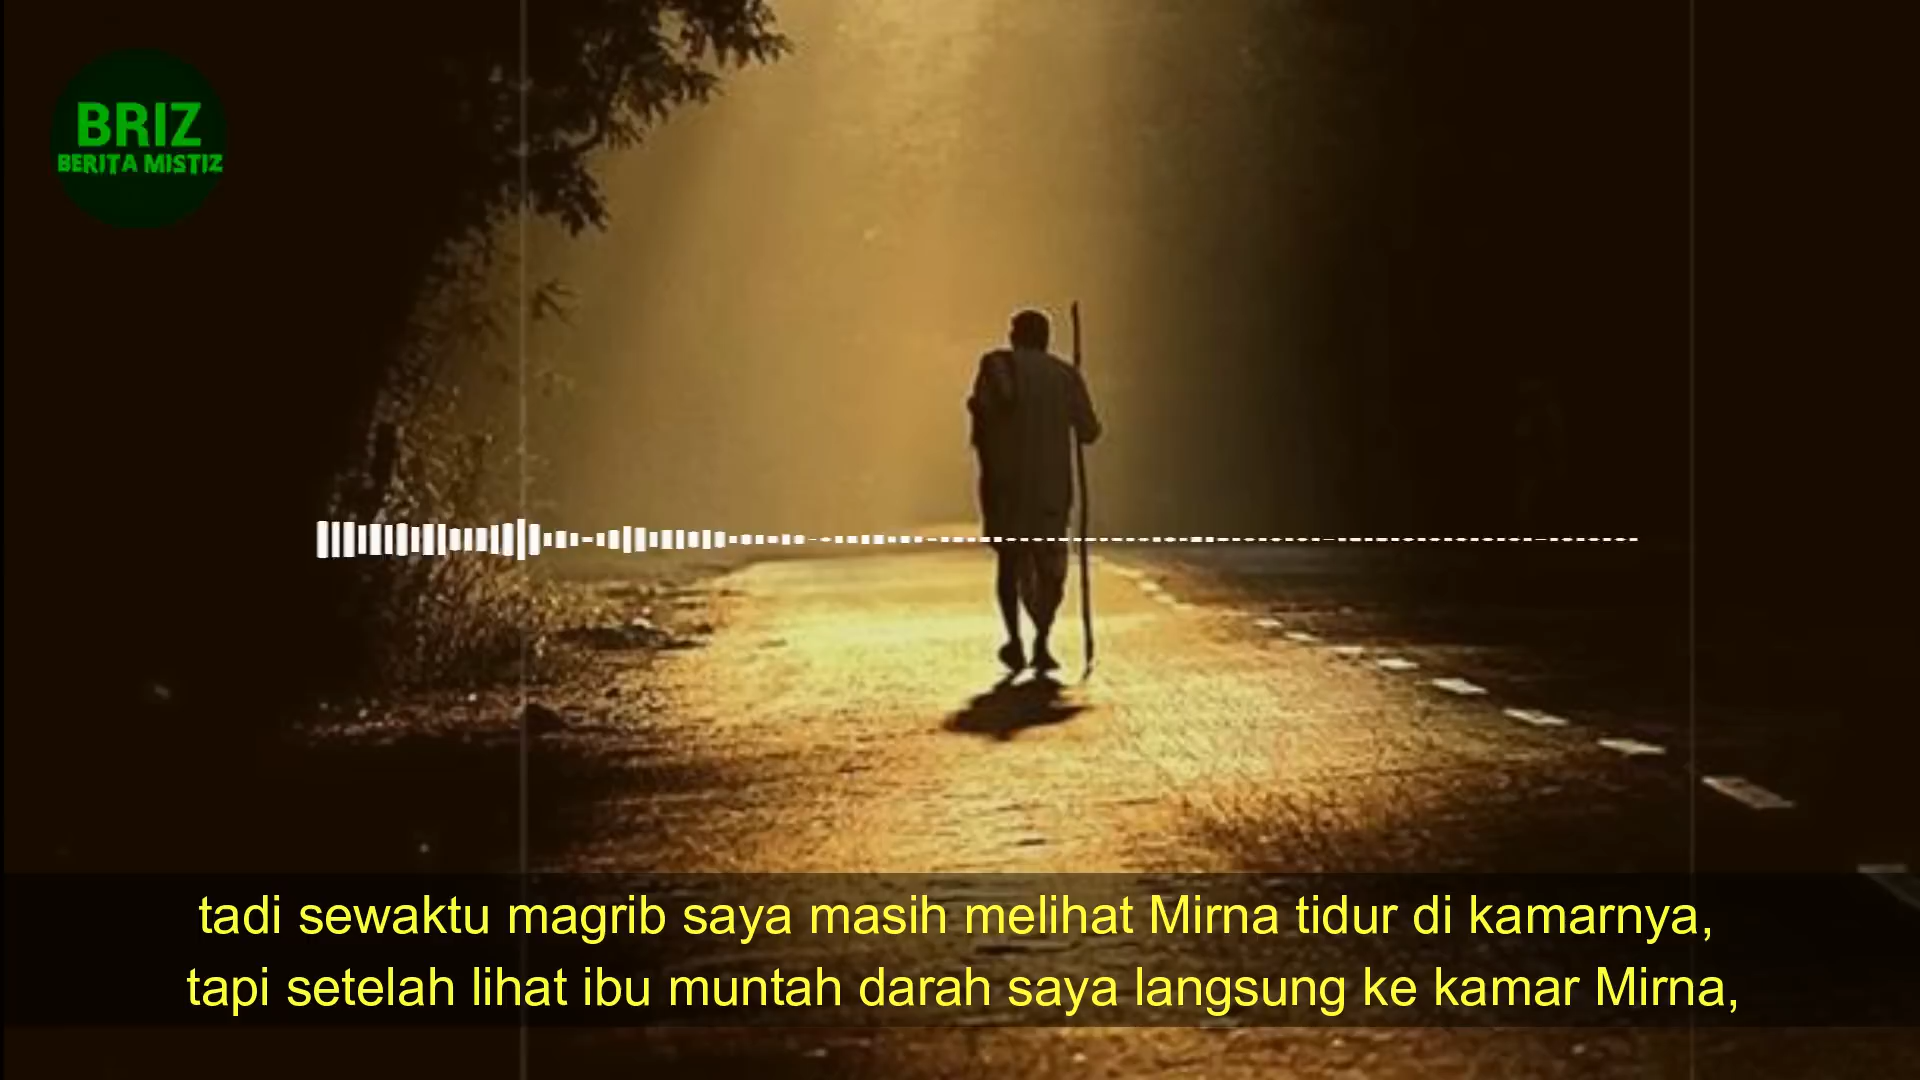 BRIZ
BERITA MISTIZ
tadi sewaktu magrib saya masih melihat Mirna tidur di kamarnya,
tapi setelah lihat ibu muntah darah saya langsung ke kamar Mirna,